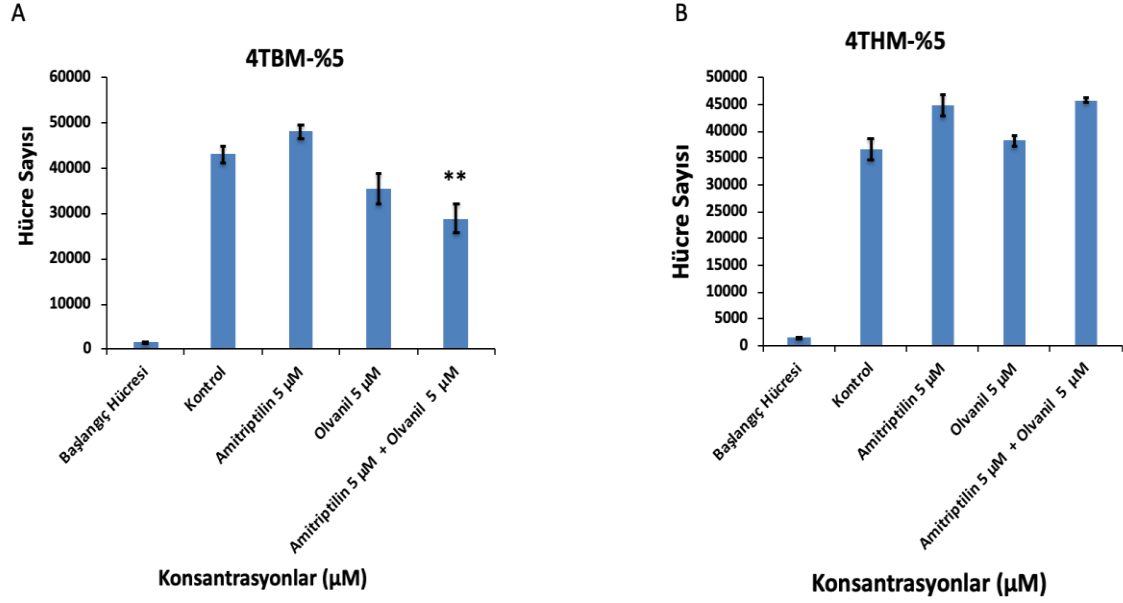 A
4TBM-%5
60000
50000
40000
30000
20000
10000
0
Hücre Sayısı
**
Başlangıç Hücresi
Kontrol
Amitriptilin 5 µM
Olvanil 5 µM
Amitriptilin 5 µM + Olvanil 5 µM
Konsantrasyonlar (µM)
B
4THM-%5
50000
45000
40000
35000
30000
25000
20000
15000
10000
5000
0
Hücre Sayısı
Başlangıç Hücresi
Kontrol
Amitriptilin 5 µM
Olvanil 5 µM
Amitriptilin 5 µM + Olvanil 5 µM
Konsantrasyonlar (µM)